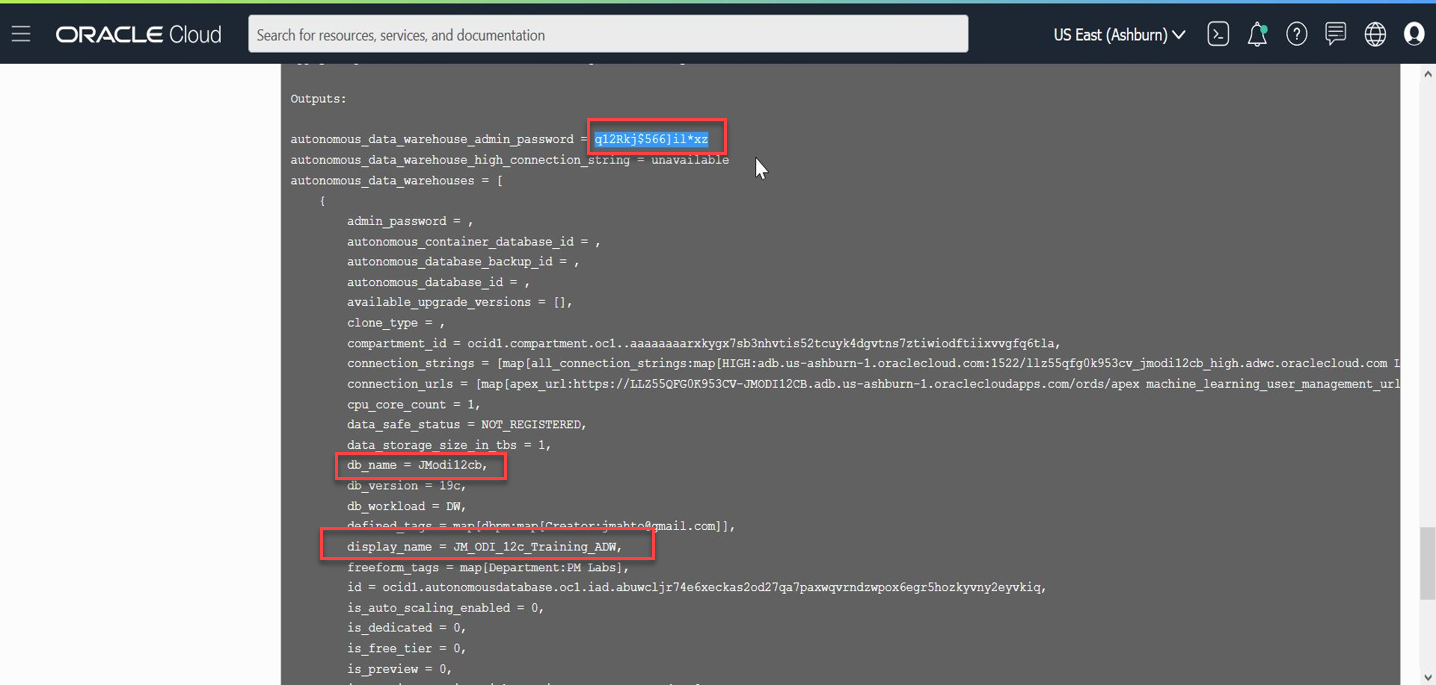 ORACLE Cloud
Search for resources, services, and documentation
US East (Ashburn)
Outputs:
autonomous_data_warehouse_admin_password = q12Rkj$566]il*xz
autonomous_data_warehouse_high_connection_string = unavailable
autonomous_data_warehouses = [
{
admin_password = ,
autonomous_container_database_id = ,
autonomous_database_backup_id = ,
autonomous_database_id = ,
available_upgrade_versions = [],
clone_type = ,
compartment_id = ocid1.compartment.oc1..aaaaaaaarxkygx7sb3nhvtis52tcuyk4dgvtns7ztiwiodftiixvvgfq6tla,
connection_strings = [map[all_connection_strings:map[HIGH:adb.us-ashburn-1.oraclecloud.com:1522/llz55qfg0k953cv_jmodi12cb_high.adwc.oraclecloud.com L
connection_urls = [map[apex_url:https://LLZ55QFG0K953CV-JMODI12CB.adb.us-ashburn-1.oraclecloudapps.com/ords/apex machine_learning_user_management_url
cpu_core_count = 1,
data_safe_status = NOT_REGISTERED,
data_storage_size_in_tbs = 1,
db_name = JModi12cb,
db_version = 19c,
db_workload = DW,
defined_tags = map[dbpm:map[Creator:jmahto@gmail.com]],
display_name = JM_ODI_12c_Training_ADW,
freeform_tags = map[Department:PM Labs],
id = ocid1.autonomousdatabase.oc1.iad.abuwcljr74e6xeckas2od27qa7paxwqvrndzwpox6egr5hozkyvny2eyvkiq,
is_auto_scaling_enabled = 0,
is_dedicated = 0,
is_free_tier = 0,
is_preview = 0,